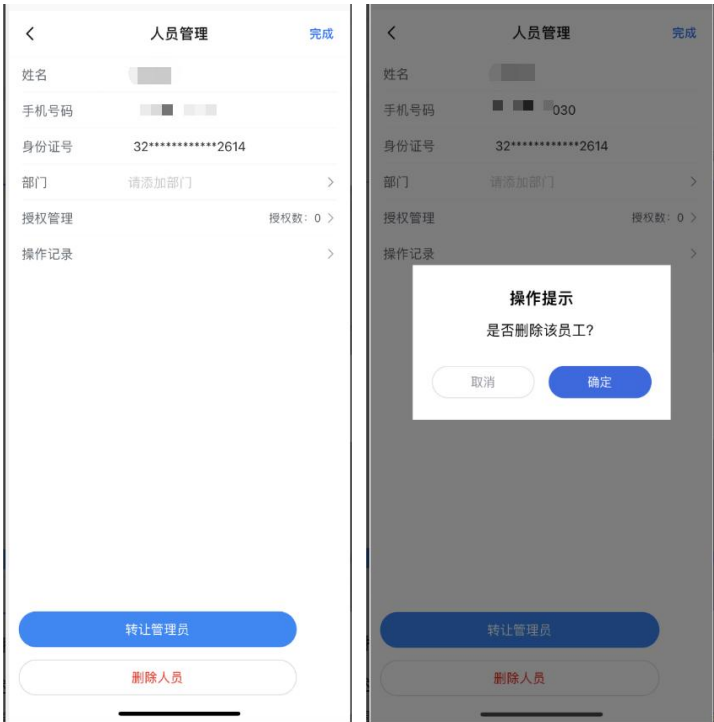 人员管理
完成
姓名
手机号码
身份证号 32************2614
部门 请添加部门
授权管理 授权数：0
操作记录
转让管理员
删除人员
人员管理
完成
姓名
手机号码 030
身份证号 32************2614
部门 请添加部门
授权管理 授权数：0
操作记录
操作提示
是否删除该员工?
取消 确定
转让管理员
删除人员